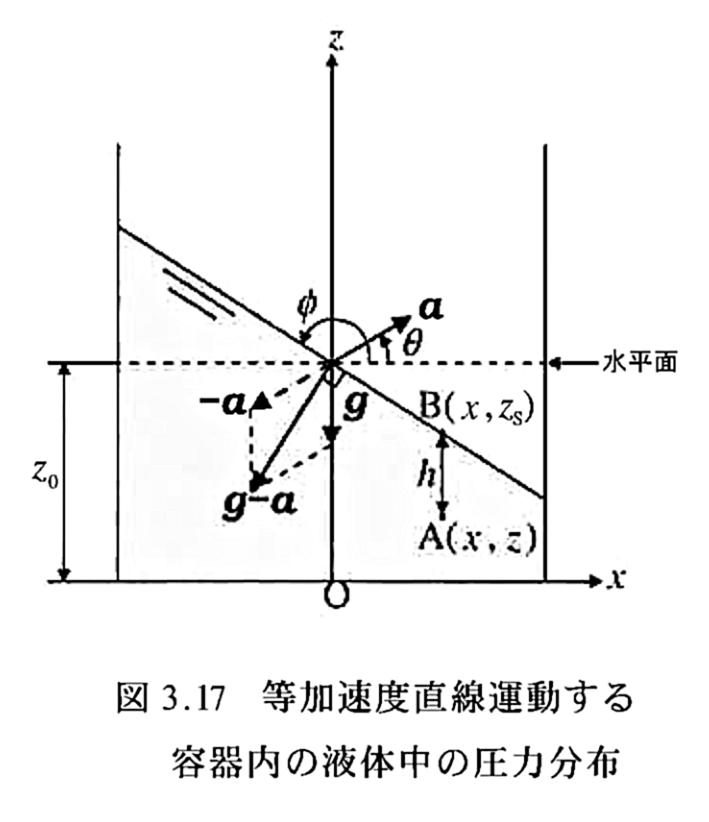 z
φ
a
θ
水平面
-a
g
B(x, zₛ)
z₀
h
g-a
A(x, z)
O
x
図 3.17 等加速度直線運動する
容器内の液体中の圧力分布